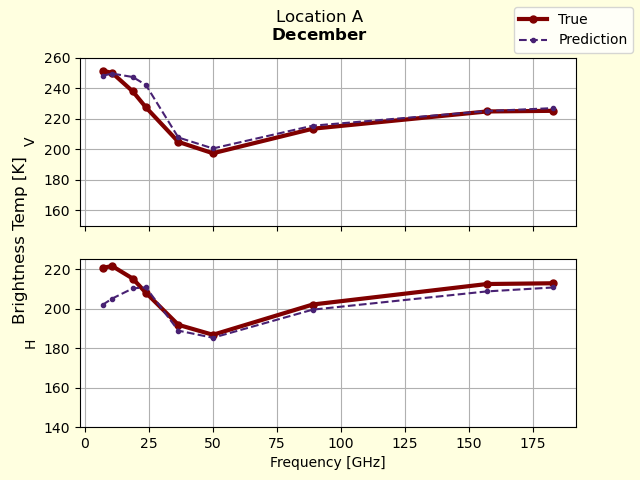 Location A
December
True
Prediction
260
240
220
200
180
160
V
Brightness Temp [K]
220
200
180
160
140
H
0 25 50 75 100 125 150 175
Frequency [GHz]